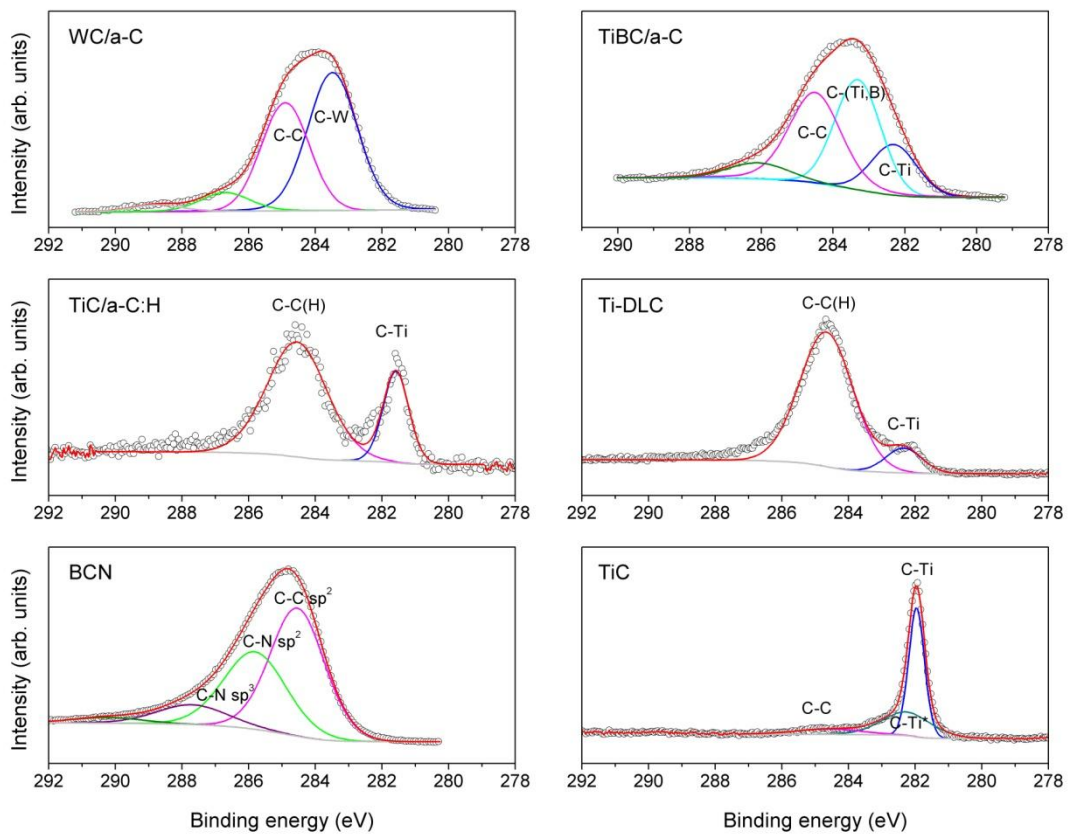 WC/a-C
C-C
C-W
Intensity (arb. units)
292 290 288 286 284 282 280 278
TiBC/a-C
C-(Ti,B)
C-C
C-Ti
290 288 286 284 282 280 278
TiC/a-C:H
C-C(H)
C-Ti
Intensity (arb. units)
292 290 288 286 284 282 280 278
Ti-DLC
C-C(H)
C-Ti
292 290 288 286 284 282 280 278
BCN
C-C sp²
C-N sp²
C-N sp³
Intensity (arb. units)
292 290 288 286 284 282 280 278
Binding energy (eV)
TiC
C-Ti
C-C
C-Ti*
292 290 288 286 284 282 280 278
Binding energy (eV)